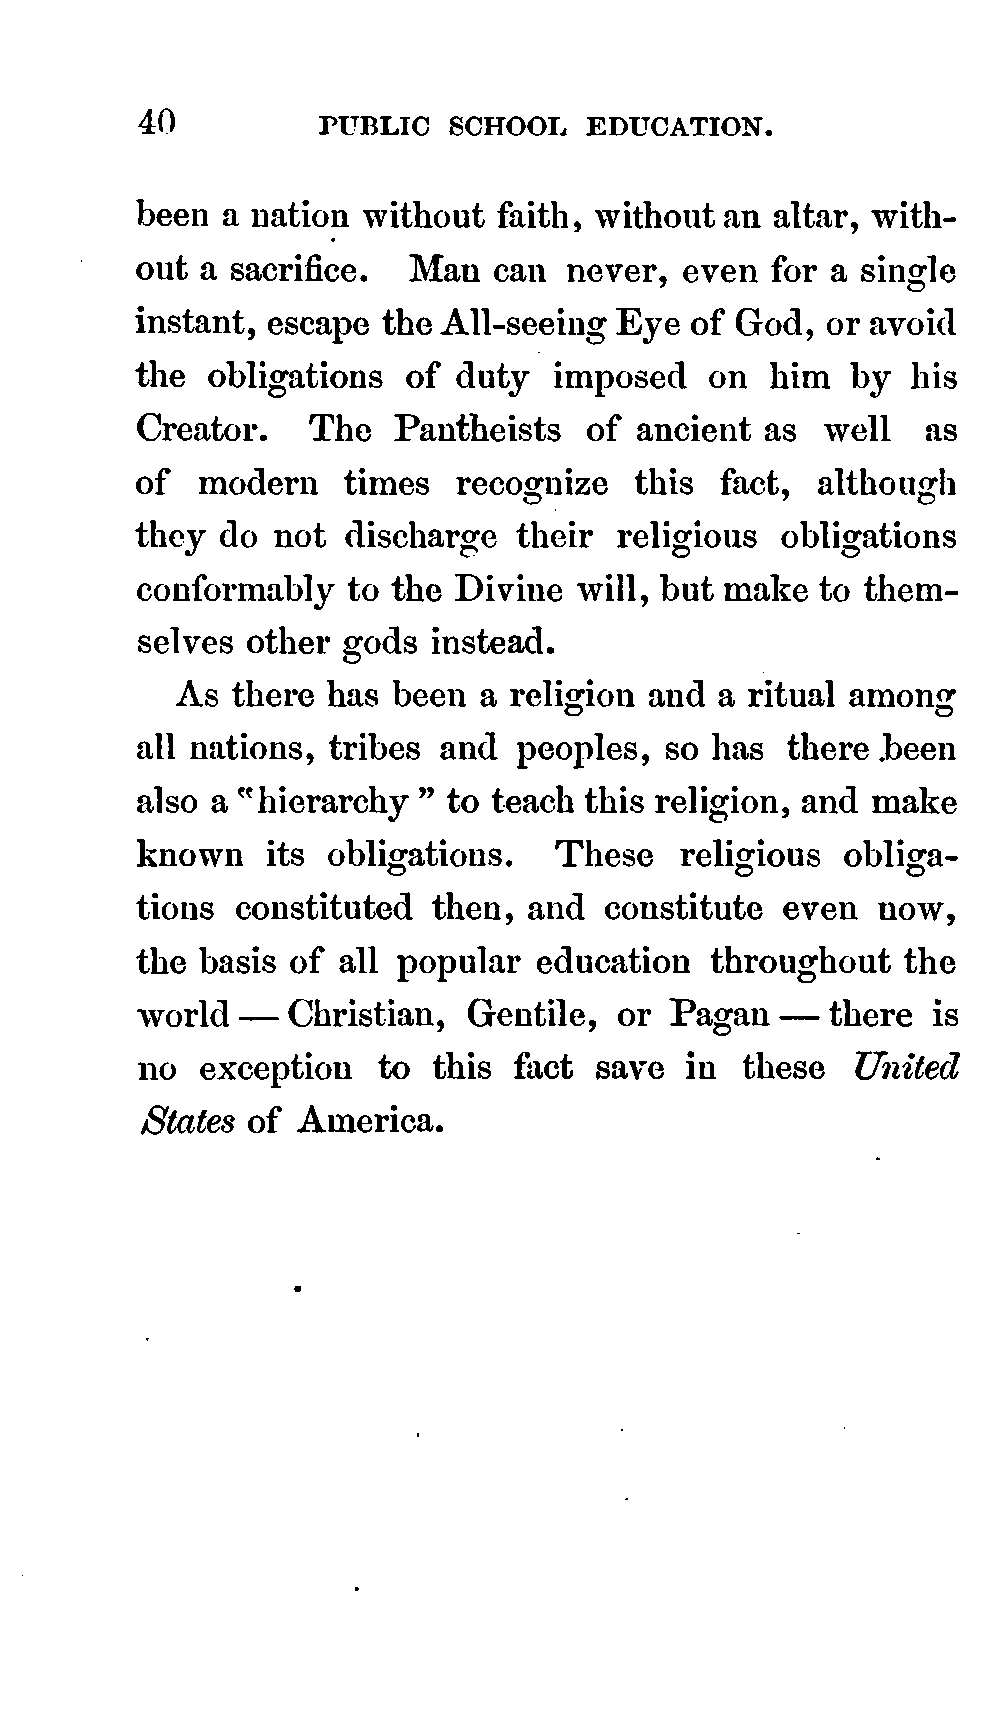 40 PUBLIC SCHOOL EDUCATION.
been a nation without faith, without an altar, with-
out a sacrifice. Man can never, even for a single
instant, escape the All-seeing Eye of God, or avoid
the obligations of duty imposed on him by his
Creator. The Pantheists of ancient as well as
of modern times recognize this fact, although
they do not discharge their religious obligations
conformably to the Divine will, but make to them-
selves other gods instead.
As there has been a religion and a ritual among
all nations, tribes and peoples, so has there been
also a "hierarchy" to teach this religion, and make
known its obligations. These religious obliga-
tions constituted then, and constitute even now,
the basis of all popular education throughout the
world — Christian, Gentile, or Pagan — there is
no exception to this fact save in these United
States of America.